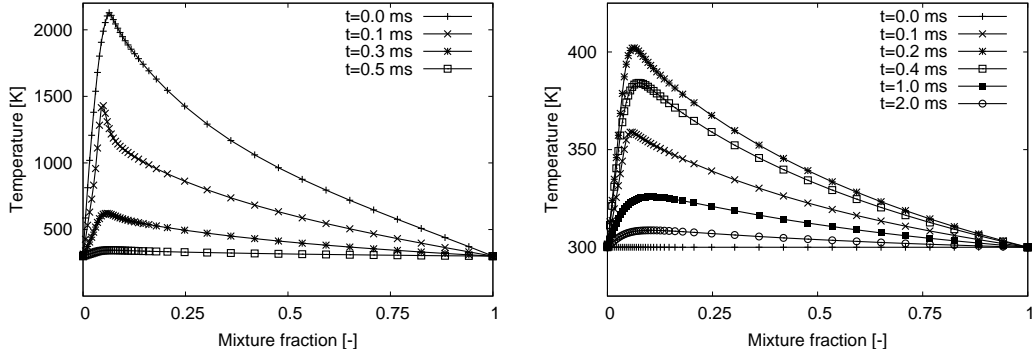 Temperature [K]
2000
1500
1000
500
0
0.25
0.5
0.75
1
Mixture fraction [-]
t=0.0 ms
t=0.1 ms
t=0.3 ms
t=0.5 ms
Temperature [K]
400
350
300
0
0.25
0.5
0.75
1
Mixture fraction [-]
t=0.0 ms
t=0.1 ms
t=0.2 ms
t=0.4 ms
t=1.0 ms
t=2.0 ms